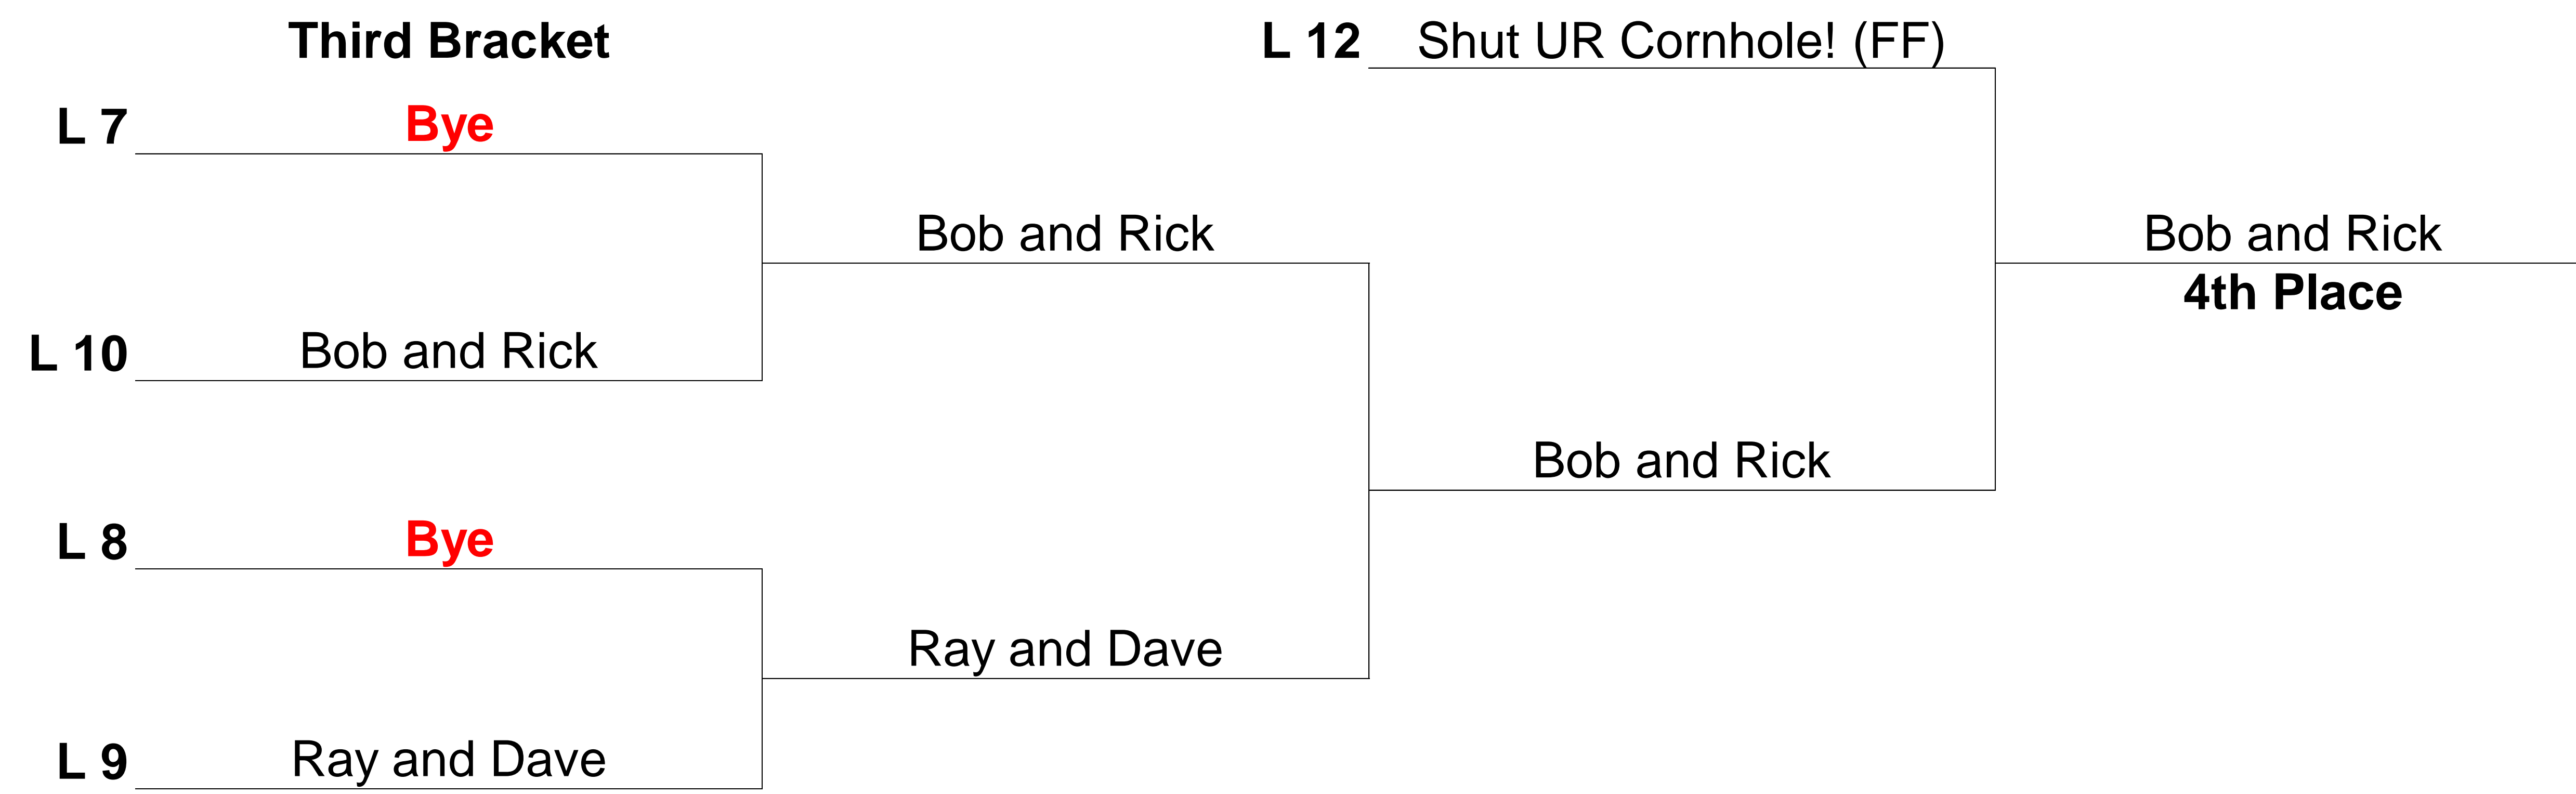 Third Bracket
L 12 Shut UR Cornhole! (FF)
L 7 Bye
Bob and Rick
Bob and Rick
4th Place
L 10 Bob and Rick
Bob and Rick
L 8 Bye
Ray and Dave
L 9 Ray and Dave